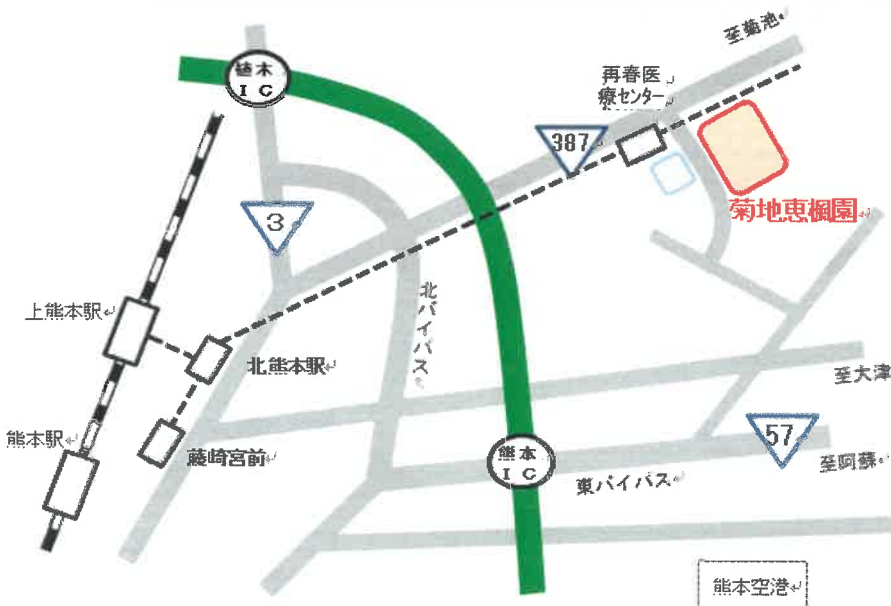 至菊池
植木
I C
再春医
療センター
387
菊地恵楓園
3
上熊本駅
北バイパス
北熊本駅
至大津
熊本駅
藤崎宮前
熊本
I C
57
東バイパス
至阿蘇
熊本空港